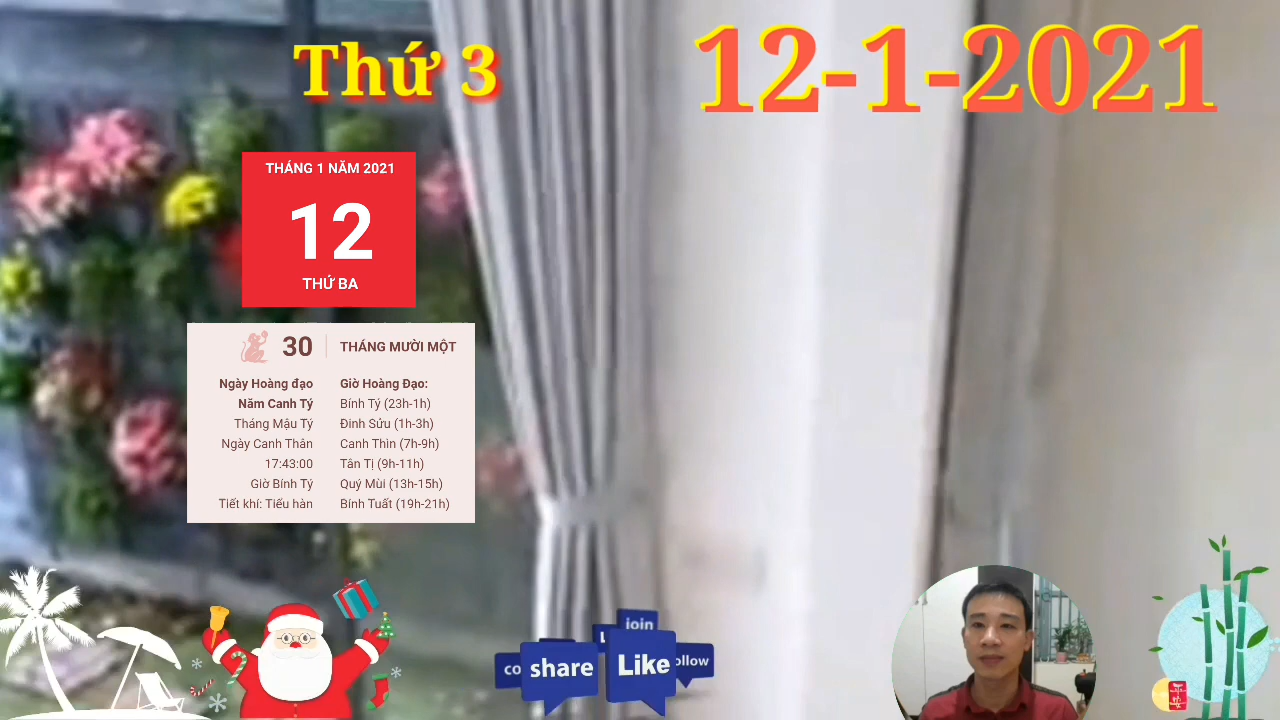 Thứ 3
12-1-2021
THÁNG 1 NĂM 2021
12
THỨ BA
30
THÁNG MƯỜI MỘT
Ngày Hoàng đạo
Năm Canh Tý
Tháng Mậu Tý
Ngày Canh Thân
17:43:00
Giờ Bính Tý
Tiết khí: Tiểu hàn
Giờ Hoàng Đạo:
Bính Tý (23h-1h)
Đinh Sửu (1h-3h)
Canh Thìn (7h-9h)
Tân Tị (9h-11h)
Quý Mùi (13h-15h)
Bính Tuất (19h-21h)
join
share
Like